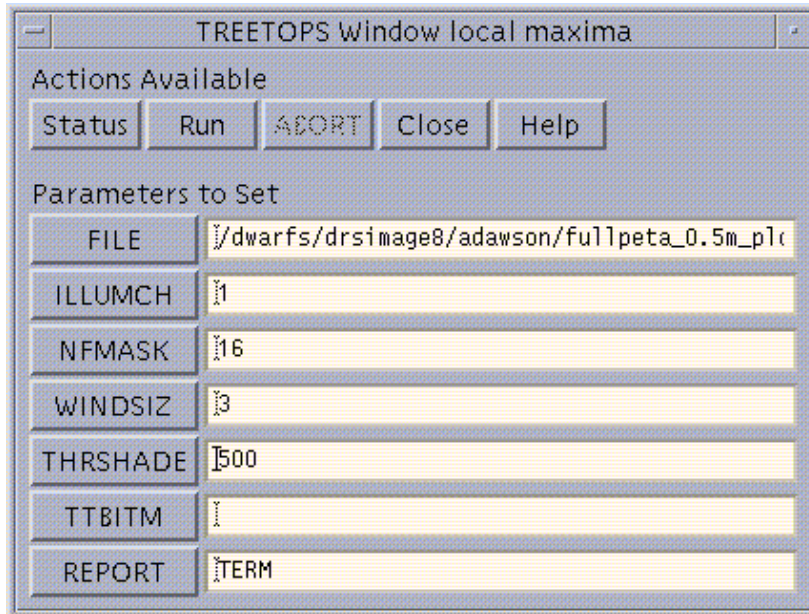 TREETOPS Window local maxima
Actions Available
Status Run ABORT Close Help
Parameters to Set
FILE /dwarfs/drsimage8/adawson/fullpeta_0.5m_plo
ILLUMCH 1
NFMASK 16
WINDSIZ 3
THRSHADE 500
TTBITM
REPORT TERM